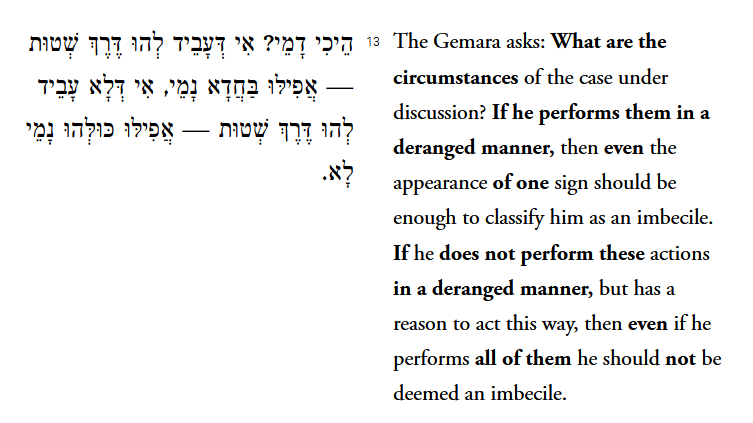 הֵיכִי דָמֵי? אִי דְּעָבֵיד לְהוּ דֶּרֶךְ שְׁטוּת
— אֲפִילּוּ בַּחֲדָא נָמֵי, אִי דְּלָא עָבֵיד
לְהוּ דֶּרֶךְ שְׁטוּת — אֲפִילּוּ כּוּלְּהוּ נָמֵי
לָא.
13
The Gemara asks: What are the
circumstances of the case under
discussion? If he performs them in a
deranged manner, then even the
appearance of one sign should be
enough to classify him as an imbecile.
If he does not perform these actions
in a deranged manner, but has a
reason to act this way, then even if he
performs all of them he should not be
deemed an imbecile.